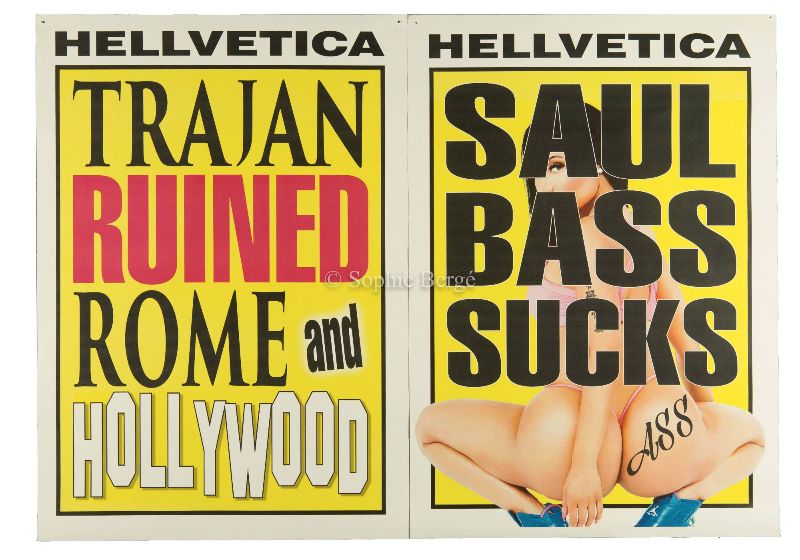 HELLVETICA
TRAJAN
RUINED
ROME and
HOLLYWOOD
HELLVETICA
SAUL
BASS
SUCKS
ASS
© Sophie Bergé